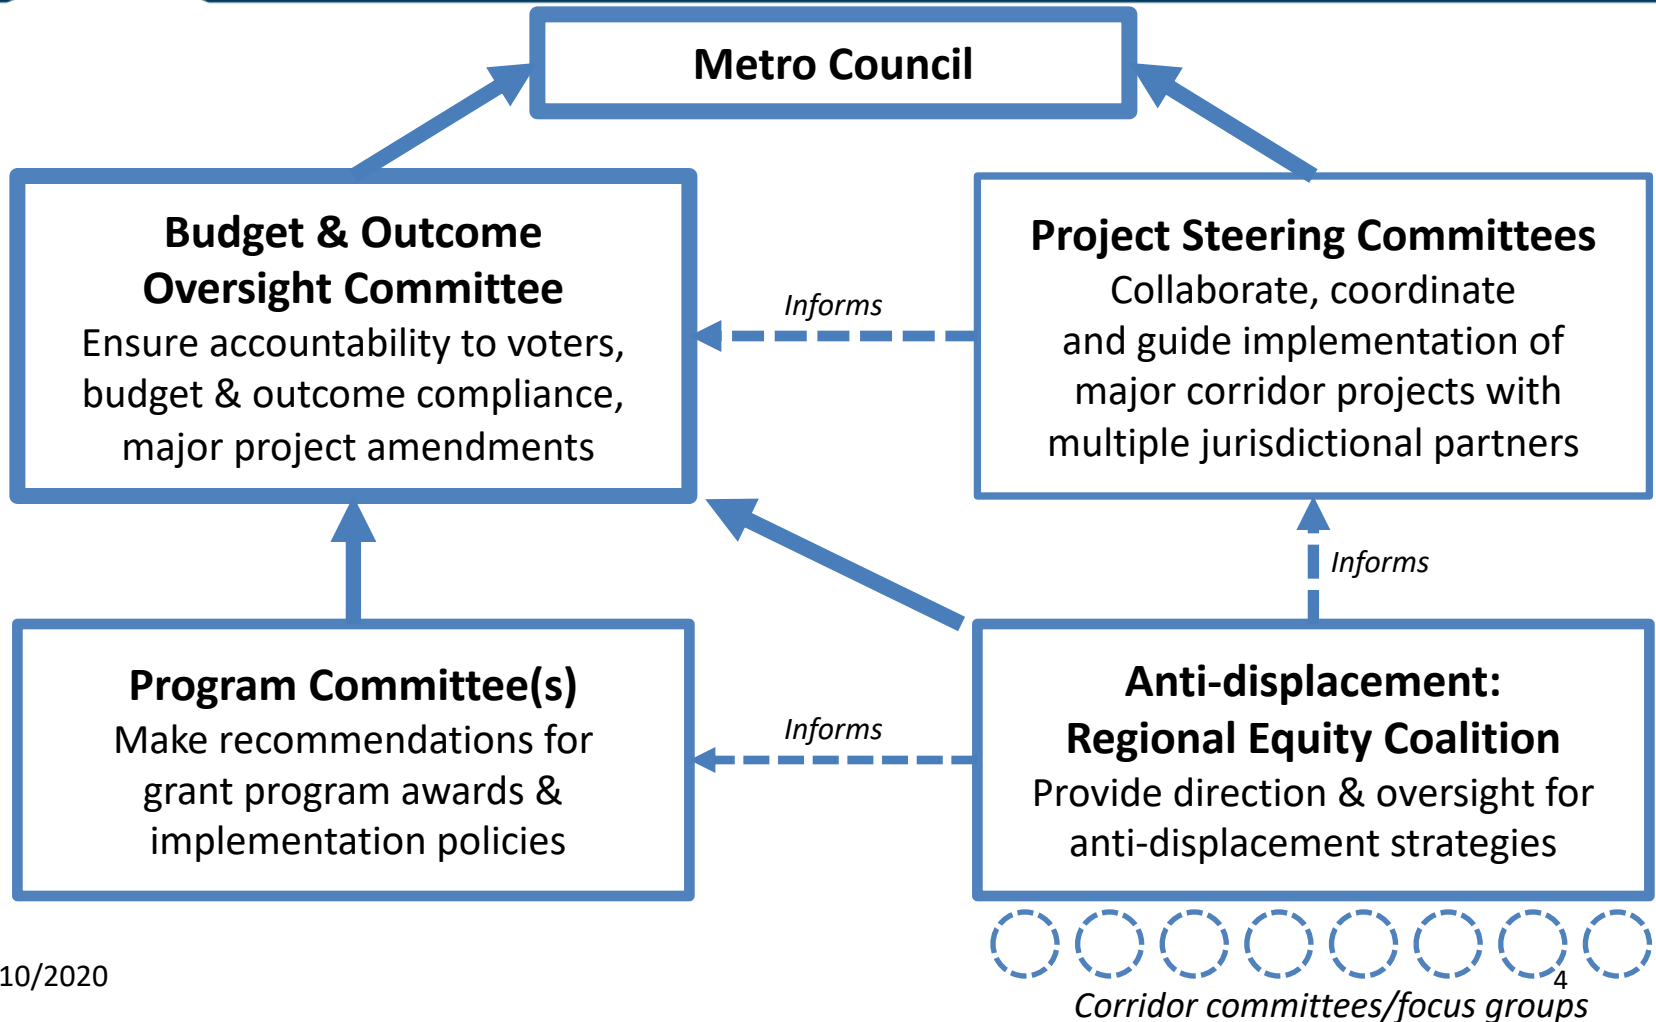 Metro Council
Budget & Outcome
Oversight Committee
Ensure accountability to voters,
budget & outcome compliance,
major project amendments
Informs
Project Steering Committees
Collaborate, coordinate
and guide implementation of
major corridor projects with
multiple jurisdictional partners
Informs
Program Committee(s)
Make recommendations for
grant program awards &
implementation policies
Informs
Anti-displacement:
Regional Equity Coalition
Provide direction & oversight for
anti-displacement strategies
10/2020
4
Corridor committees/focus groups